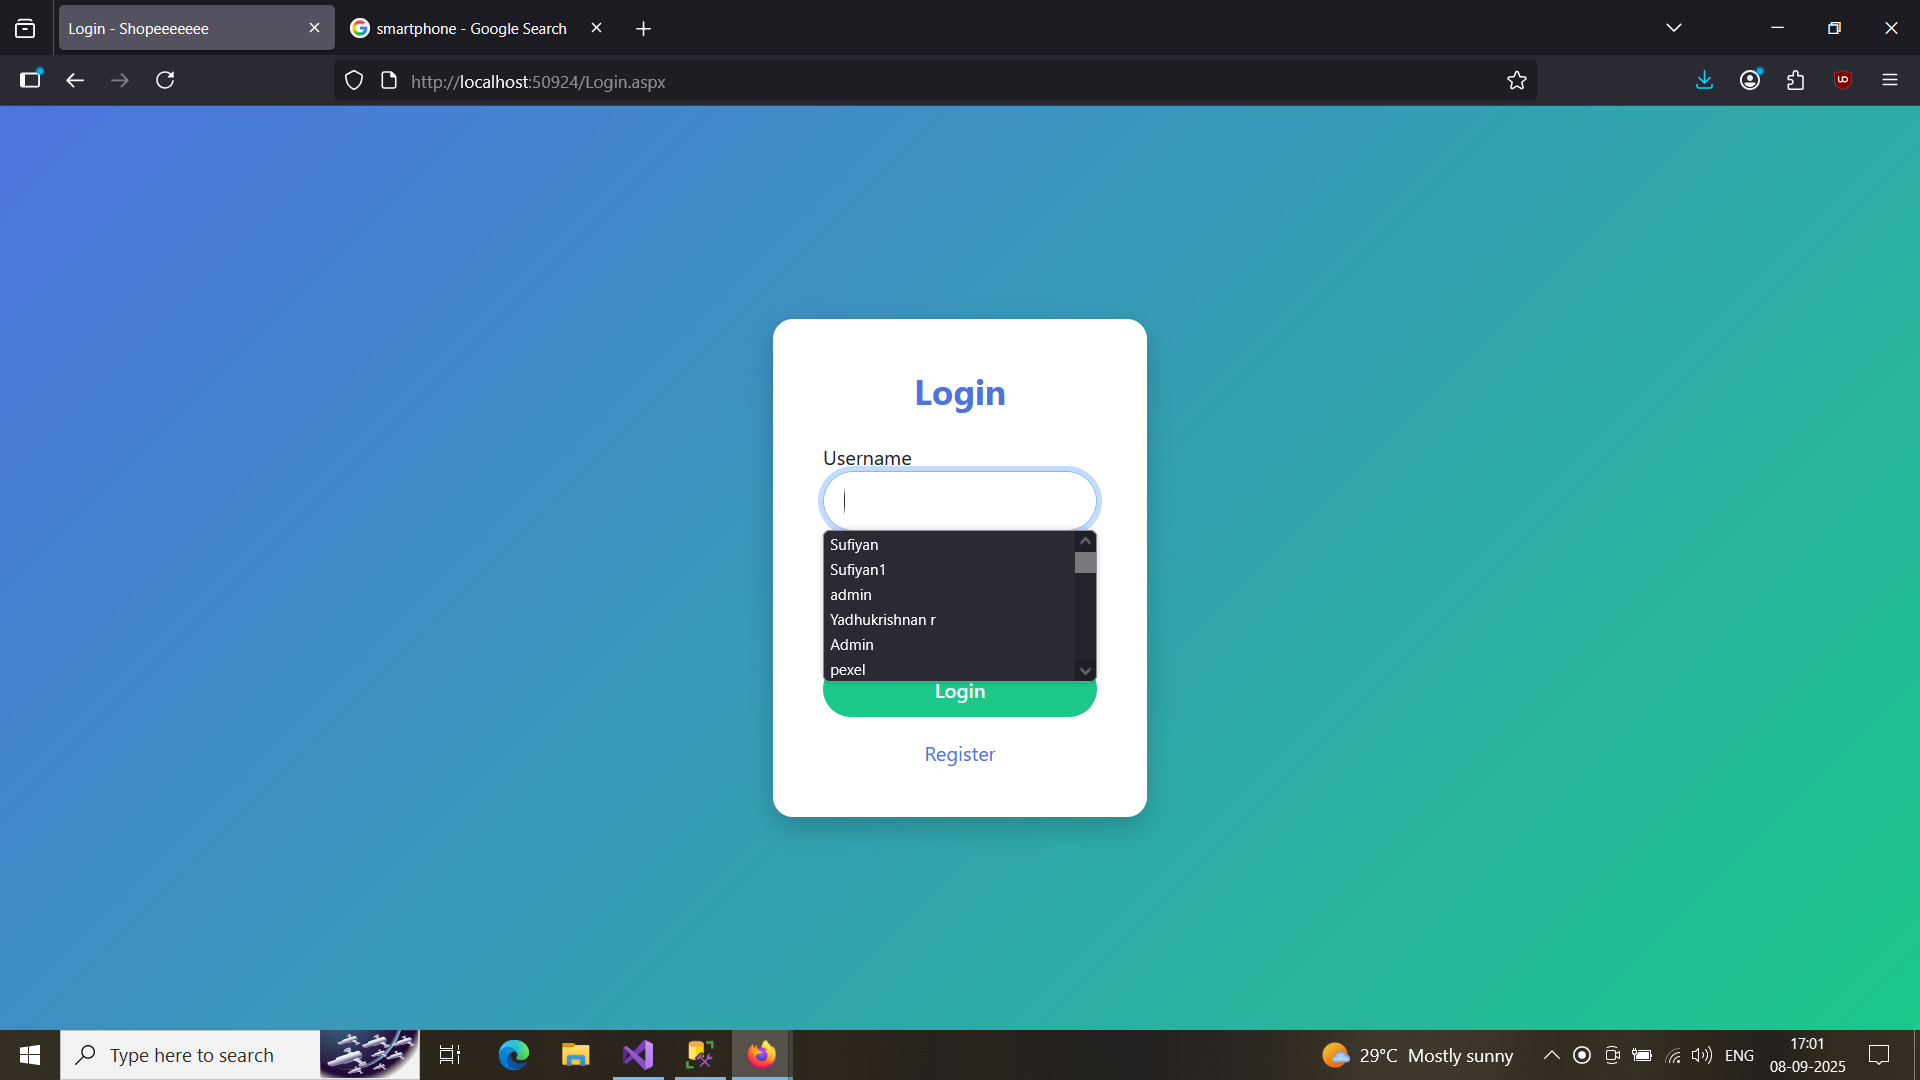 Login - Shopeeeeeee
smartphone - Google Search
http://localhost:50924/Login.aspx
Login
Username
Sufiyan
Sufiyan1
admin
Yadhukrishnan r
Admin
pexel
Login
Register
Type here to search
29°C Mostly sunny
ENG
17:01
08-09-2025